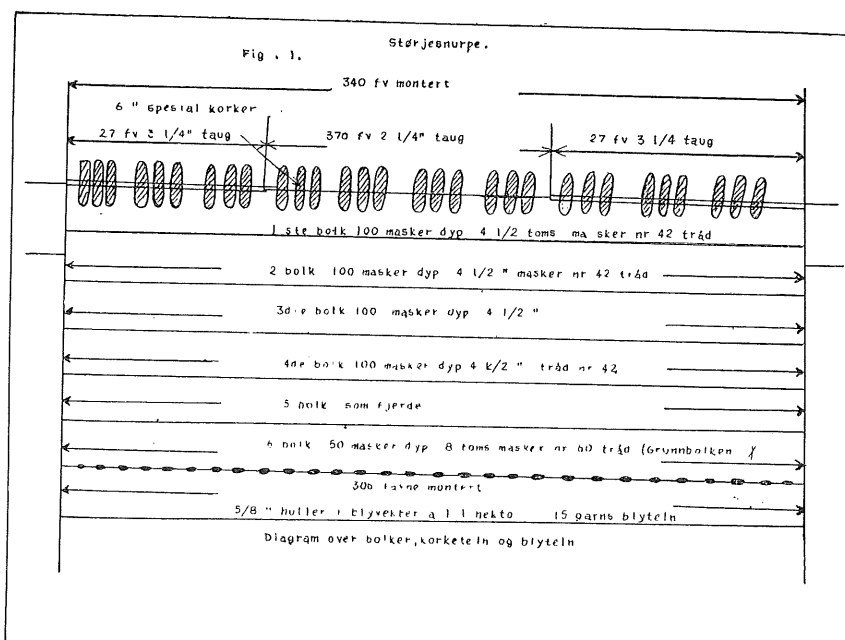 Størjesnurpe.
Fig. 1.
340 fv montert
6 " spesial korker
27 fv 3 1/4" taug
370 fv 2 1/4" taug
27 fv 3 1/4 taug
1 ste bolk 100 masker dyp 4 1/2 toms masker nr 42 tråd
2 bolk 100 masker dyp 4 1/2 " masker nr 42 tråd
3die bolk 100 masker dyp 4 1/2 "
4de bolk 100 masker dyp 4 k/2 " tråd nr 42
5 bolk som fjerde
6 bolk 50 masker dyp 8 toms masker nr 60 tråd (Grunnbolken )
favne montert
5/8 " huller i blyvekter a 1 1 hekto 15 garns blyteln
Diagram over bolker,korketeln og blyteln